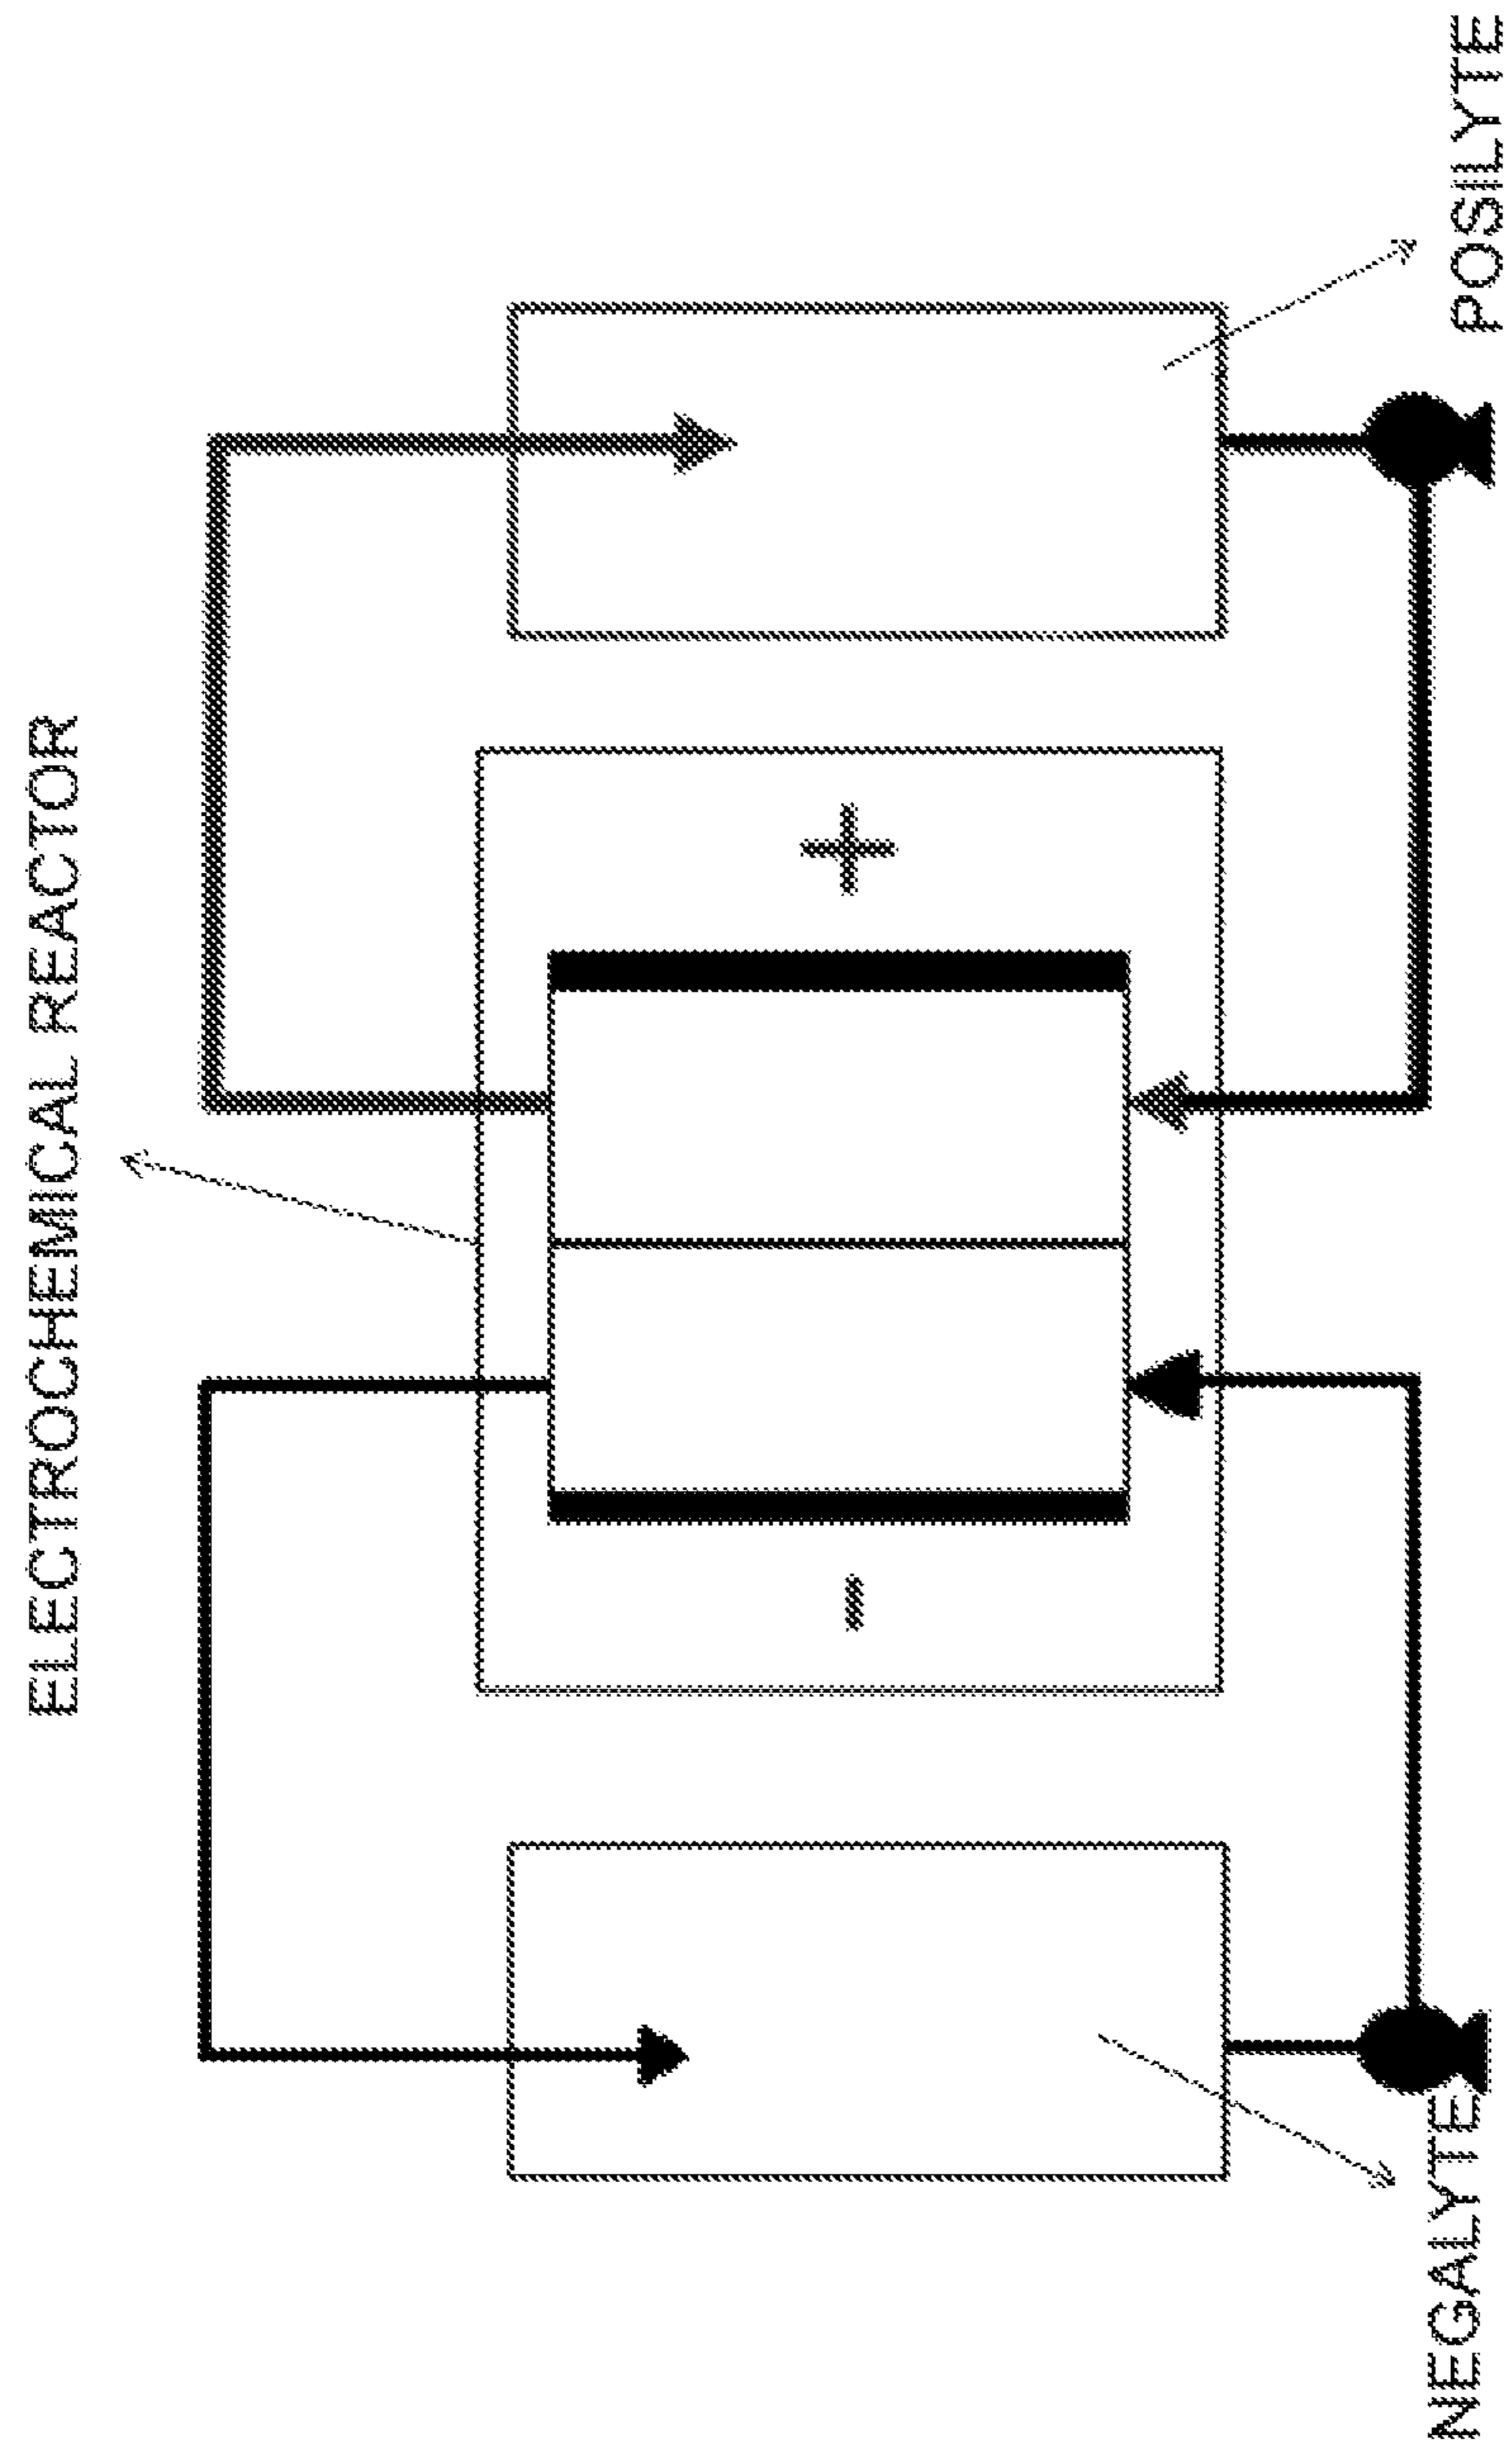 ELECTROCHEMICAL REACTOR
+
−
NEGALYTE
POSILYTE